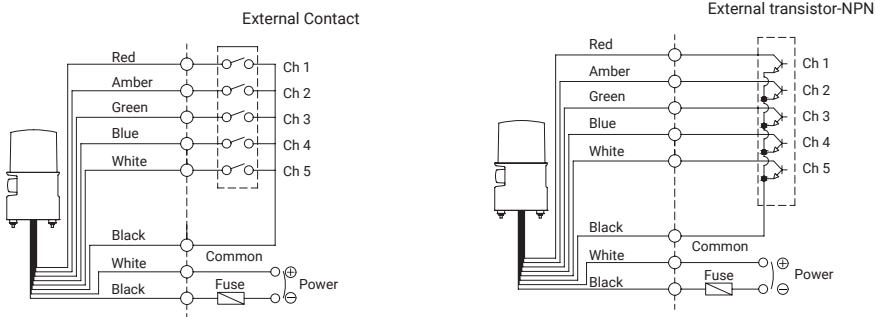 External Contact
Red
Ch 1
Amber
Ch 2
Green
Ch 3
Blue
Ch 4
White
Ch 5
Black
Common
White
Power
Fuse
Black
External transistor-NPN
Red
Ch 1
Amber
Ch 2
Green
Ch 3
Blue
Ch 4
White
Ch 5
Black
Common
White
Power
Fuse
Black